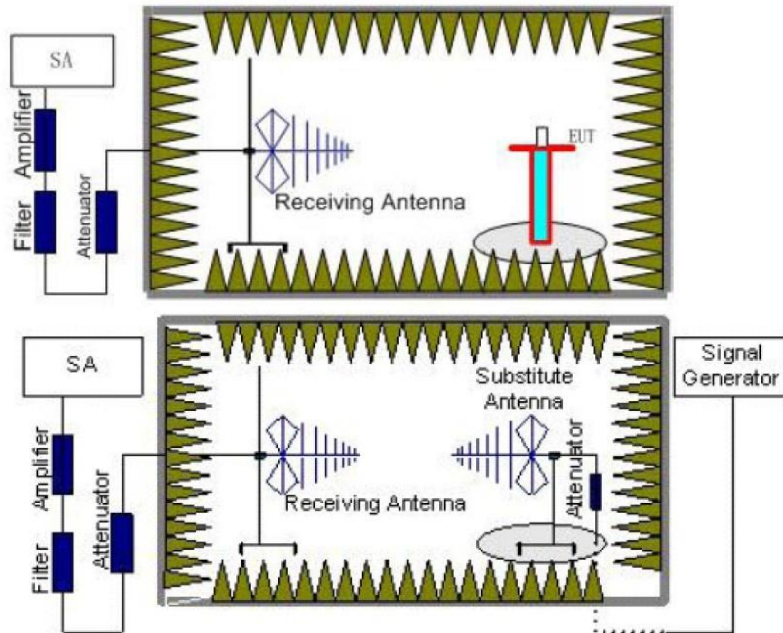 SA
Amplifier
Filter
Attenuator
EUT
Receiving Antenna
SA
Signal
Generator
Substitute
Antenna
Amplifier
Attenuator
Attenuator
Receiving Antenna
Filter